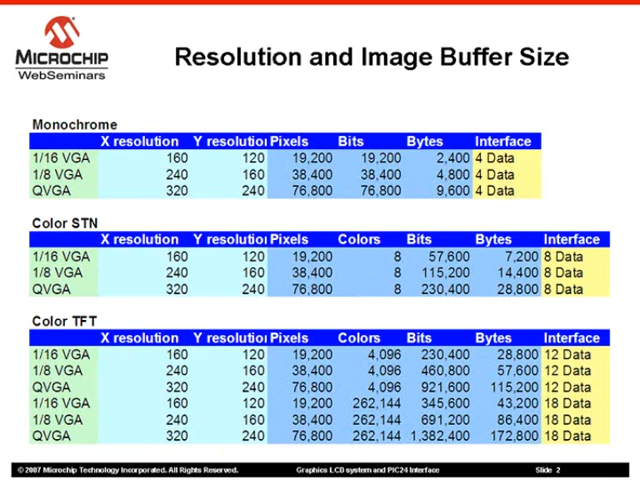 MICROCHIP
WebSeminars
Resolution and Image Buffer Size
Monochrome
X resolution Y resolutio Pixels Bits Bytes Interface
1/16 VGA 160 120 19,200 19,200 2,400 4 Data
1/8 VGA 240 160 38,400 38,400 4,800 4 Data
QVGA 320 240 76,800 76,800 9,600 4 Data
Color STN
X resolution Y resolutio Pixels Colors Bits Bytes Interface
1/16 VGA 160 120 19,200 8 57,600 7,200 8 Data
1/8 VGA 240 160 38,400 8 115,200 14,400 8 Data
QVGA 320 240 76,800 8 230,400 28,800 8 Data
Color TFT
X resolution Y resolutio Pixels Colors Bits Bytes Interface
1/16 VGA 160 120 19,200 4,096 230,400 28,800 12 Data
1/8 VGA 240 160 38,400 4,096 460,800 57,600 12 Data
QVGA 320 240 76,800 4,096 921,600 115,200 12 Data
1/16 VGA 160 120 19,200 262,144 345,600 43,200 18 Data
1/8 VGA 240 160 38,400 262,144 691,200 86,400 18 Data
QVGA 320 240 76,800 262,144 1,382,400 172,800 18 Data
© 2007 Microchip Technology Incorporated. All Rights Reserved. Graphics LCD system and PIC24 Interface Slide 2